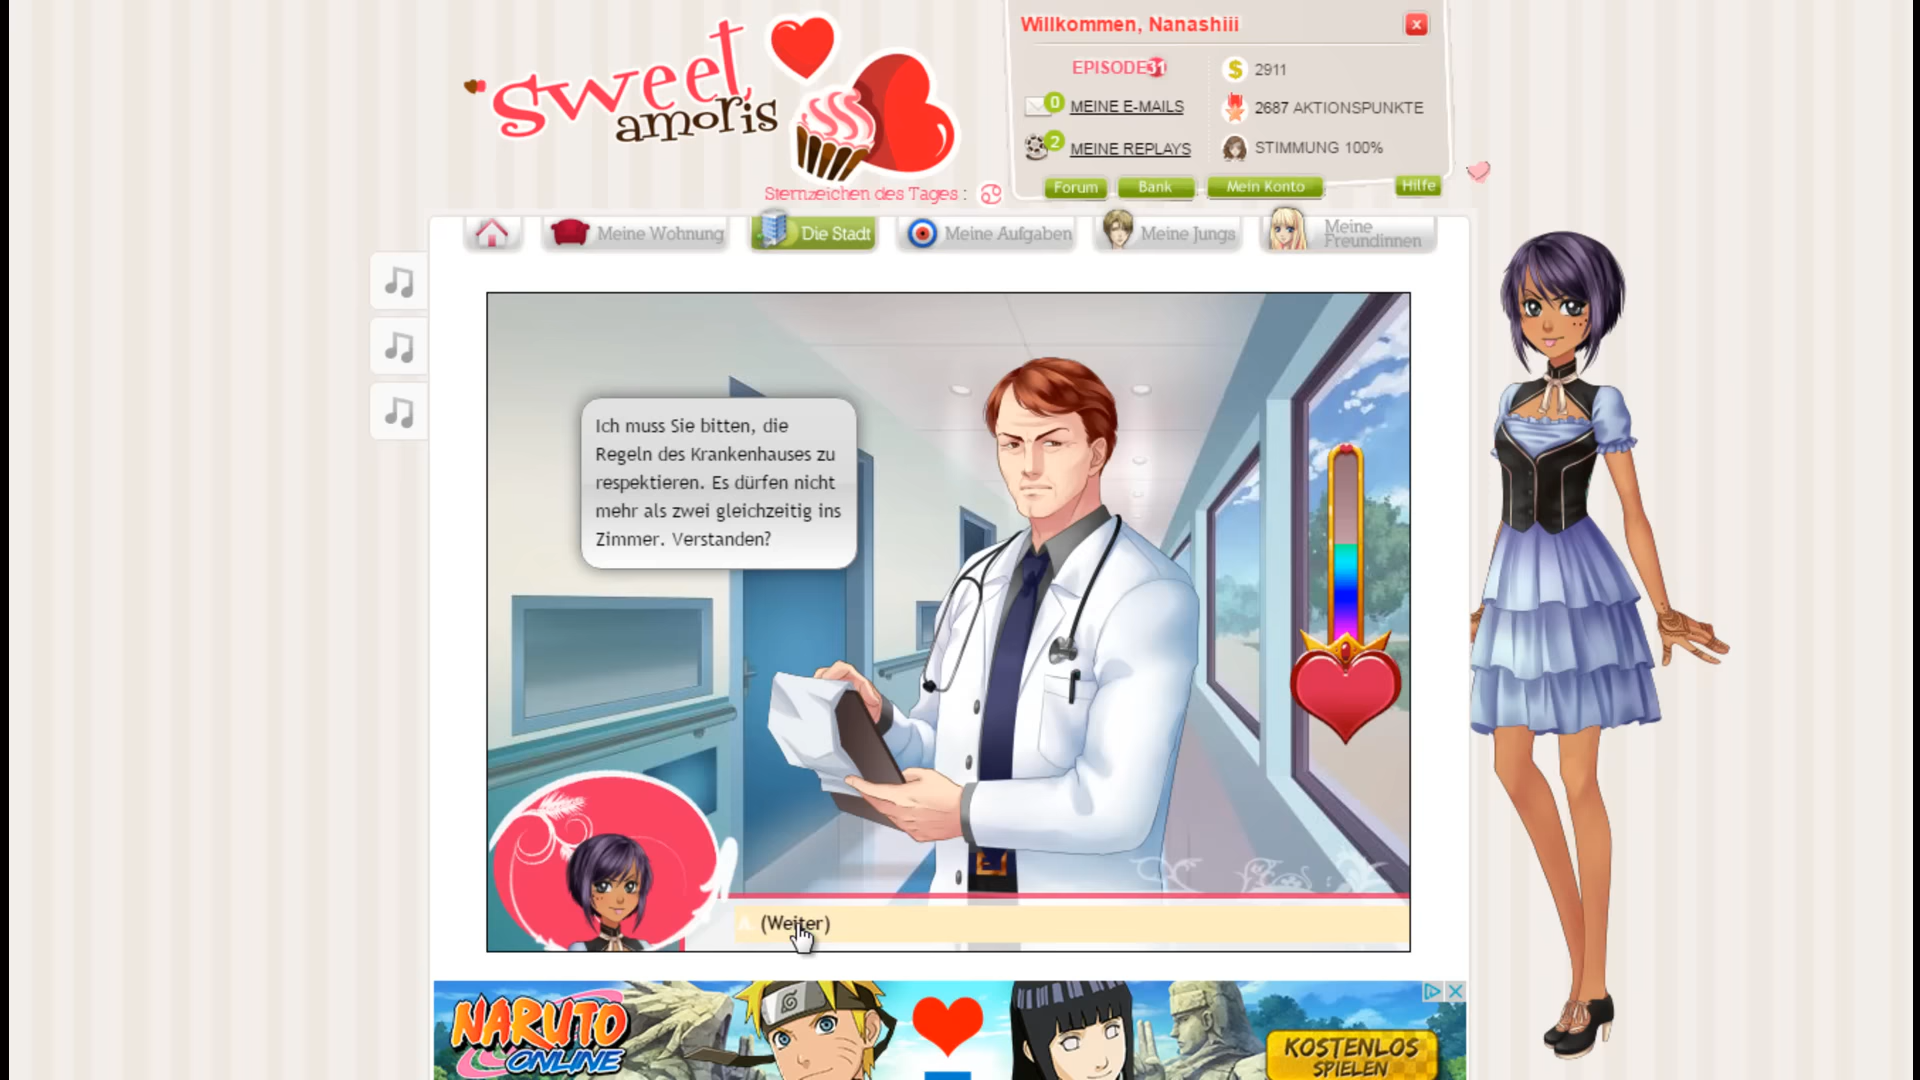 sweet
amoris
Sternzeichen des Tages :
Willkommen, Nanashiii
x
EPISODE 31
$ 2911
0 MEINE E-MAILS
2687 AKTIONSPUNKTE
2 MEINE REPLAYS
STIMMUNG 100%
Forum
Bank
Mein Konto
Hilfe
Meine Wohnung
Die Stadt
Meine Aufgaben
Meine Jungs
Meine
Freundinnen
Ich muss Sie bitten, die
Regeln des Krankenhauses zu
respektieren. Es dürfen nicht
mehr als zwei gleichzeitig ins
Zimmer. Verstanden?
A. (Weiter)
NARUTO
ONLINE
KOSTENLOS
SPIELEN